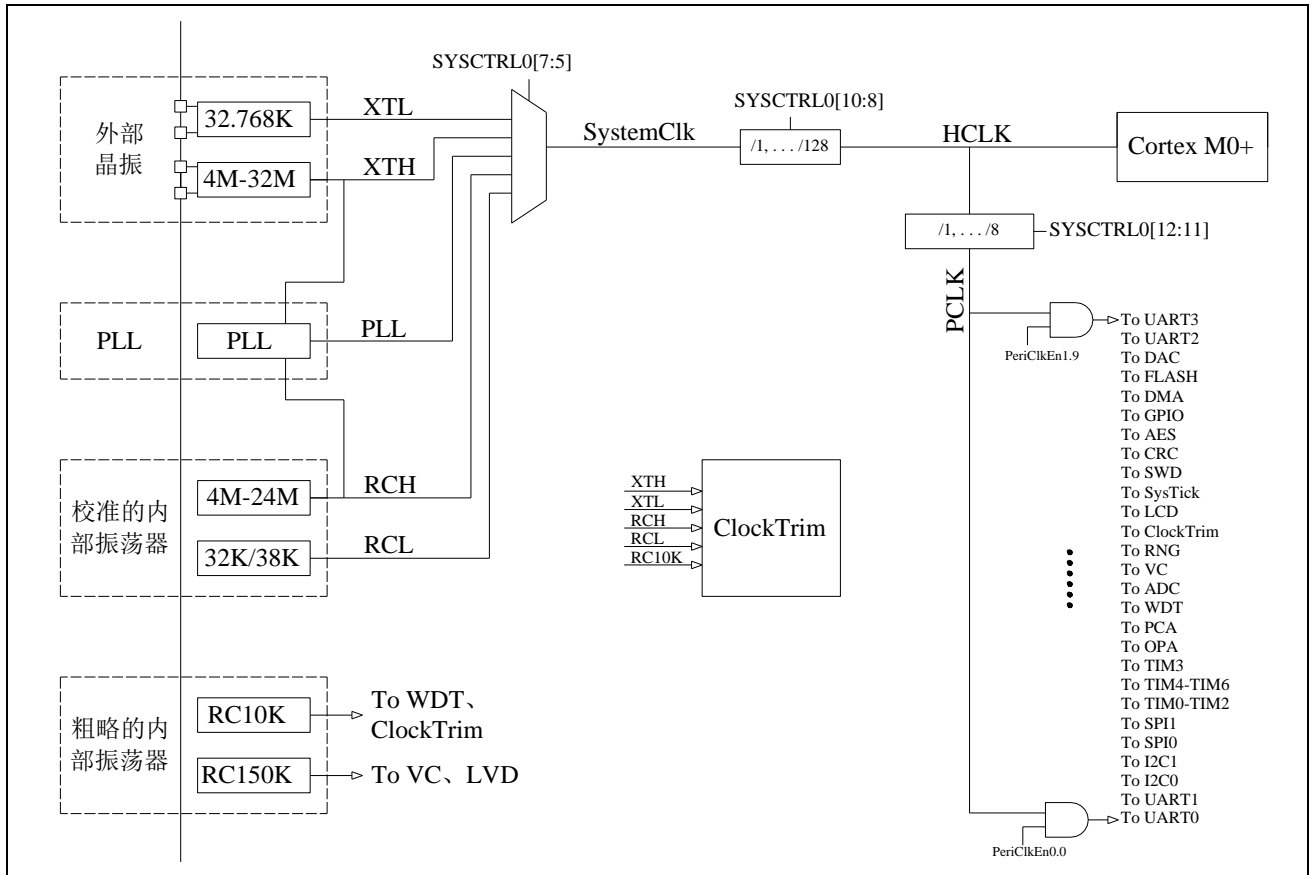 SYSCTRL0[7:5]
外部
晶振
32.768K
XTL
4M-32M
XTH
SystemClk
SYSCTRL0[10:8]
/1, . . . /128
HCLK
Cortex M0+
/1, . . . /8
SYSCTRL0[12:11]
PCLK
PLL
PLL
PLL
校准的内
部振荡器
4M-24M
RCH
32K/38K
RCL
XTH
XTL
RCH
RCL
RC10K
ClockTrim
粗略的内
部振荡器
RC10K
To WDT、
ClockTrim
RC150K
To VC、LVD
PeriClkEn1.9
To UART3
To UART2
To DAC
To FLASH
To DMA
To GPIO
To AES
To CRC
To SWD
To SysTick
To LCD
To ClockTrim
To RNG
To VC
To ADC
To WDT
To PCA
To OPA
To TIM3
To TIM4-TIM6
To TIM0-TIM2
To SPI1
To SPI0
To I2C1
To I2C0
To UART1
To UART0
PeriClkEn0.0